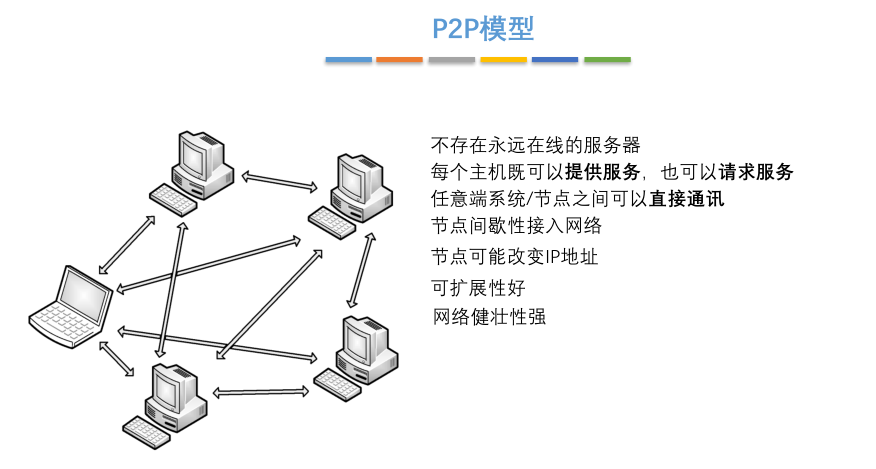 P2P模型
不存在永远在线的服务器
每个主机既可以提供服务，也可以请求服务
任意端系统/节点之间可以直接通讯
节点间歇性接入网络
节点可能改变IP地址
可扩展性好
网络健壮性强